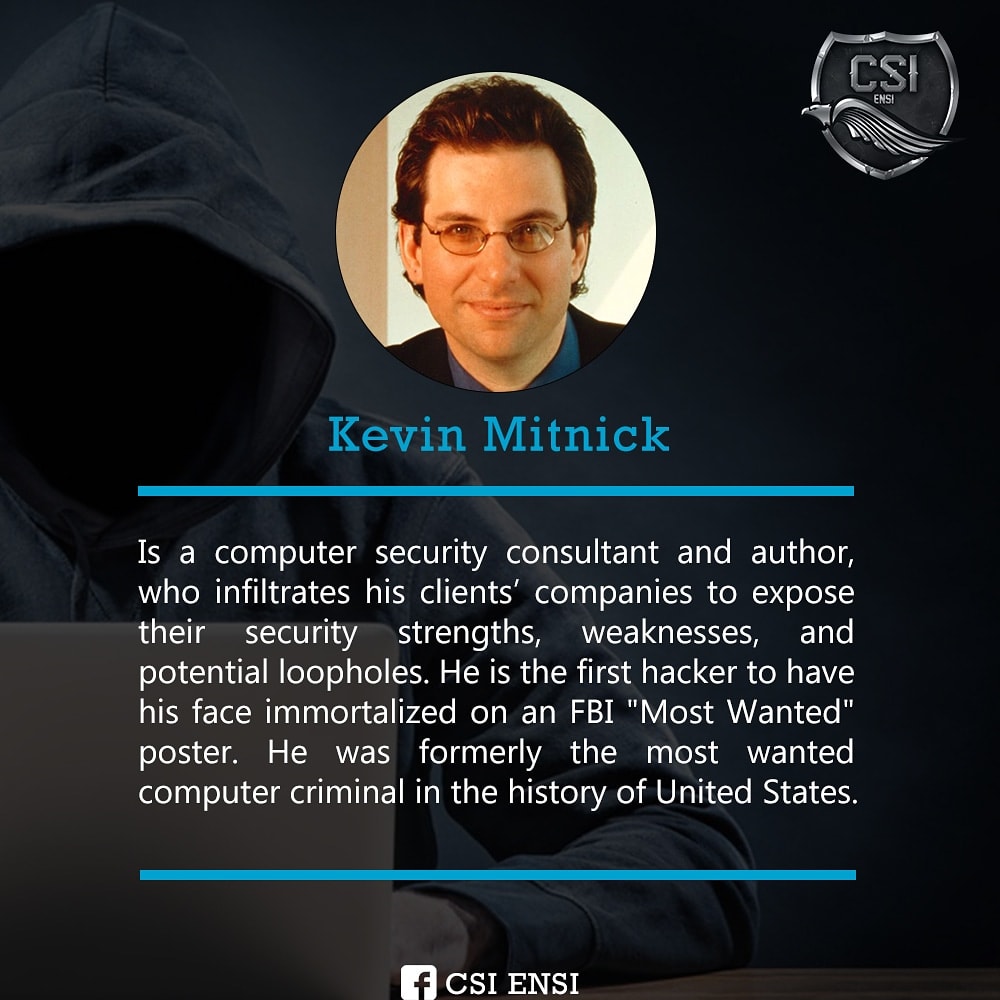 CSI
ENSI
Kevin Mitnick
Is a computer security consultant and author,
who infiltrates his clients’ companies to expose
their security strengths, weaknesses, and
potential loopholes. He is the first hacker to have
his face immortalized on an FBI "Most Wanted"
poster. He was formerly the most wanted
computer criminal in the history of United States.
f CSI ENSI